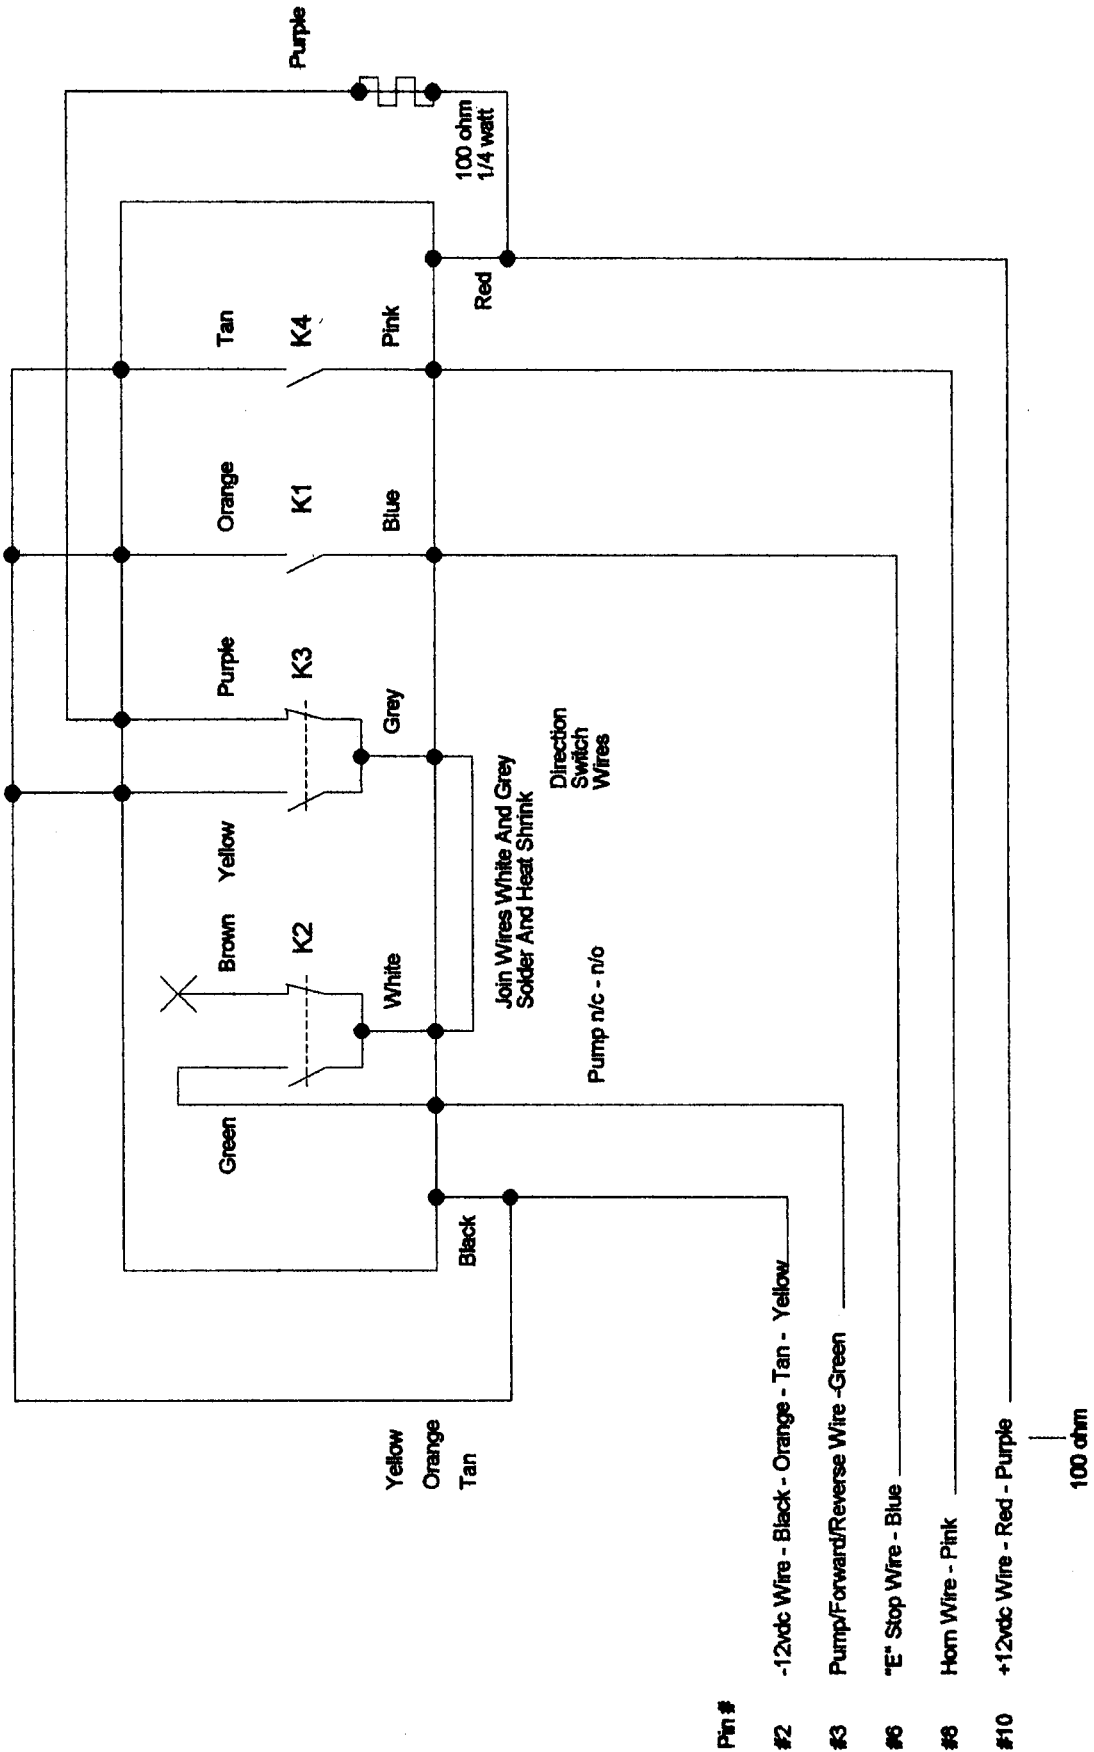 Green
Brown
Yellow
Purple
Orange
Tan
K2
K3
K1
K4
Purple
Black
White
Grey
Blue
Pink
Red
100 ohm
1/4 watt
Join Wires White And Grey
Solder And Heat Shrink
Pump n/c - n/o
Direction
Switch
Wires
Yellow
Orange
Tan
Pin #
#2 -12vdc Wire - Black - Orange - Tan - Yellow
#3 Pump/Forward/Reverse Wire -Green
#6 "E" Stop Wire - Blue
#8 Horn Wire - Pink
#10 +12vdc Wire - Red - Purple
100 ohm